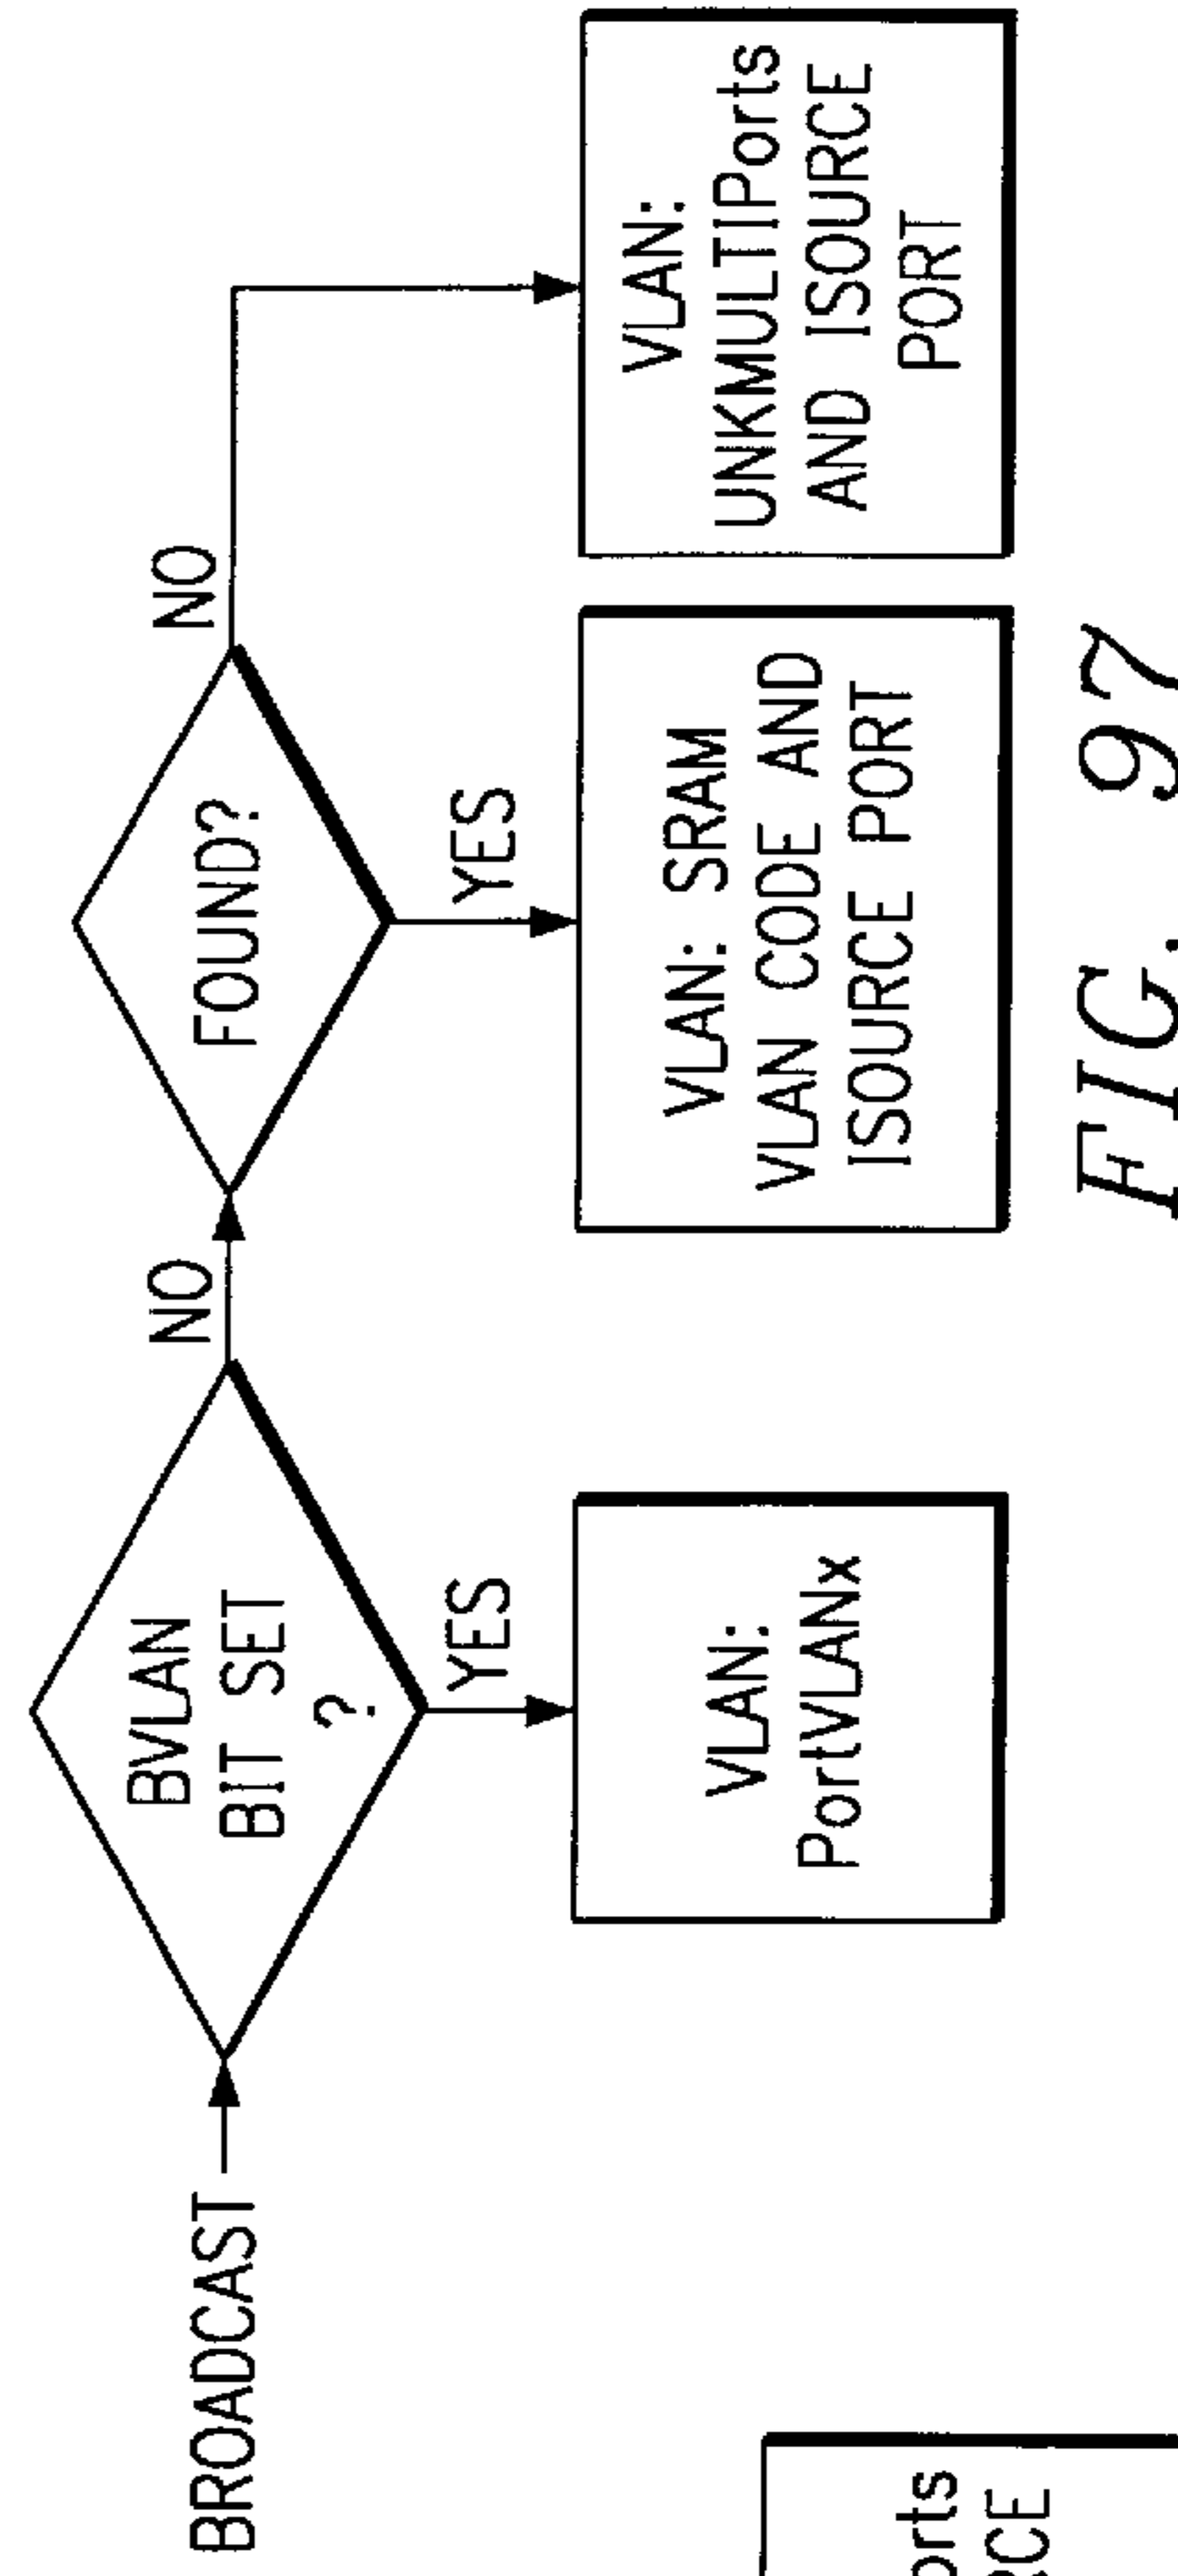 BROADCAST
BVLAN
BIT SET
?
NO
YES
VLAN:
PortVLANx
FOUND?
NO
YES
VLAN: SRAM
VLAN CODE AND
ISOURCE PORT
VLAN:
UNKMULTIPorts
AND ISOURCE
PORT
FIG. 97